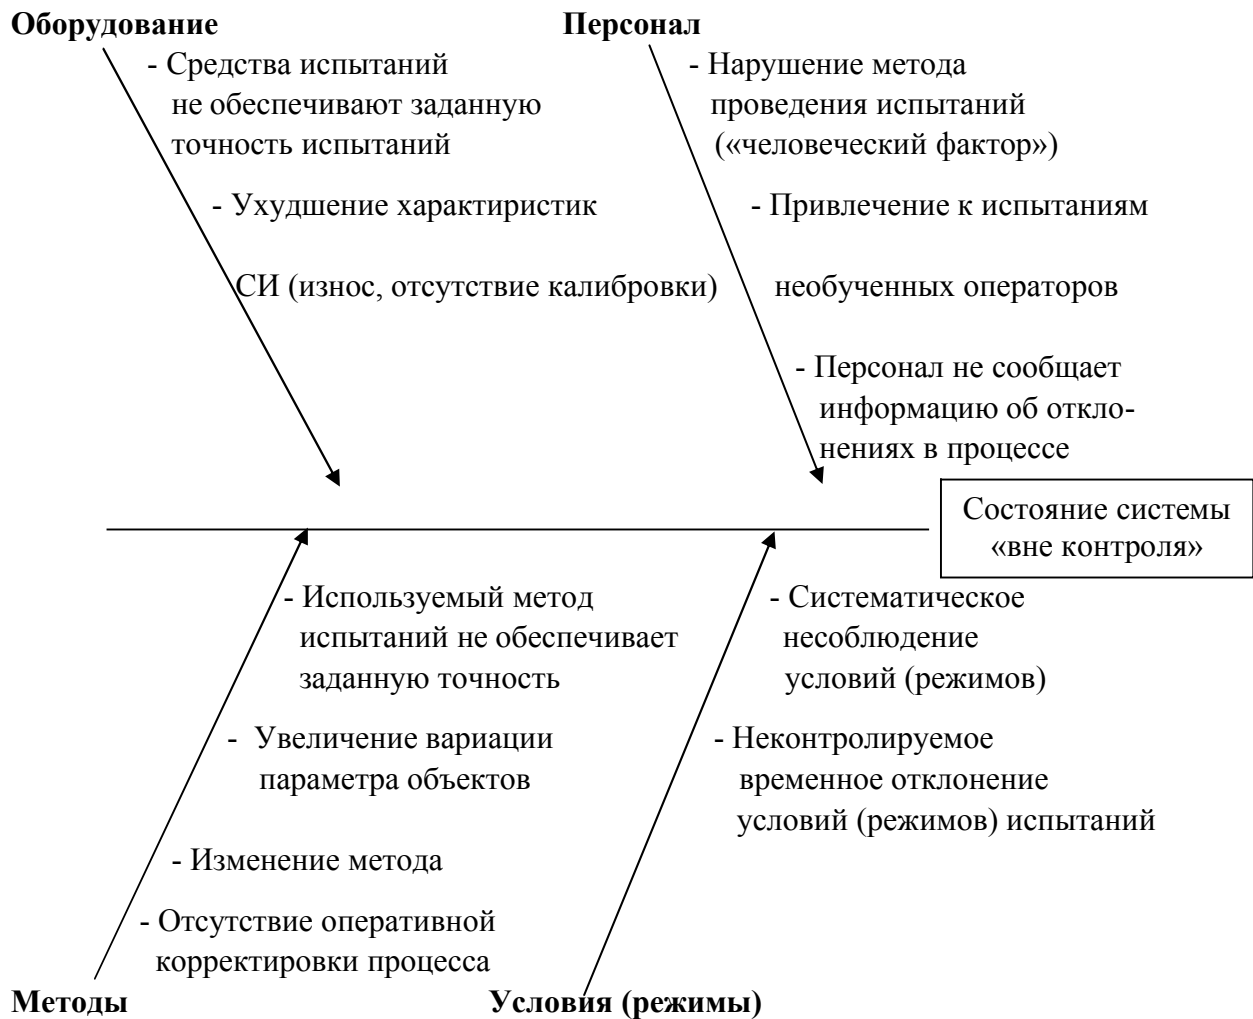 Оборудование
- Средства испытаний
не обеспечивают заданную
точность испытаний
- Ухудшение характиристик
СИ (износ, отсутствие калибровки)
Персонал
- Нарушение метода
проведения испытаний
(«человеческий фактор»)
- Привлечение к испытаниям
необученных операторов
- Персонал не сообщает
информацию об откло-
нениях в процессе
Состояние системы
«вне контроля»
- Используемый метод
испытаний не обеспечивает
заданную точность
- Увеличение вариации
параметра объектов
- Изменение метода
- Отсутствие оперативной
корректировки процесса
Методы
- Систематическое
несоблюдение
условий (режимов)
- Неконтролируемое
временное отклонение
условий (режимов) испытаний
Условия (режимы)